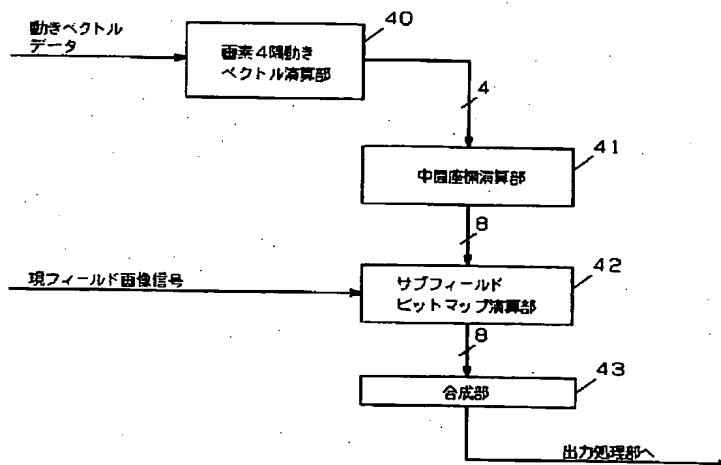 動きベクトル
データ
40
画素4隅動き
ベクトル演算部
4
41
中間座標演算部
8
現フィールド画像信号
42
サブフィールド
ビットマップ演算部
8
43
合成部
出力処理部へ